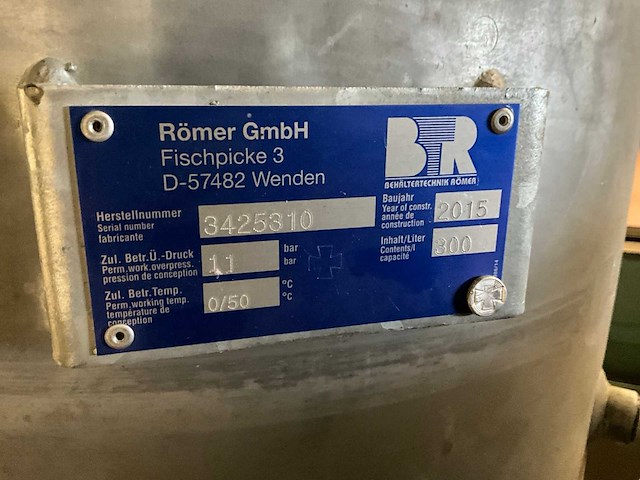 Römer GmbH
Fischpicke 3
D-57482 Wenden
BTR
BEHÄLTERTECHNIK RÖMER
Herstellnummer
Serial number
fabricante
3425310
Baujahr
Year of constr.
année de
construction
2015
Zul. Betr.Ü.-Druck
Perm.work.overpress.
pression de conception
11
bar
bar
Inhalt/Liter
Contents/l
capacité
300
Zul. Betr.Temp.
Perm.working temp.
température de
conception
0/50
°C
°C